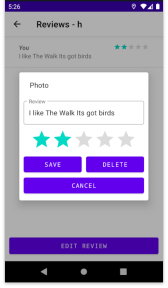 5:26
Reviews - h
You
I like The Walk Its got birds
Photo
Review
I like The Walk Its got birds
SAVE
DELETE
CANCEL
EDIT REVIEW